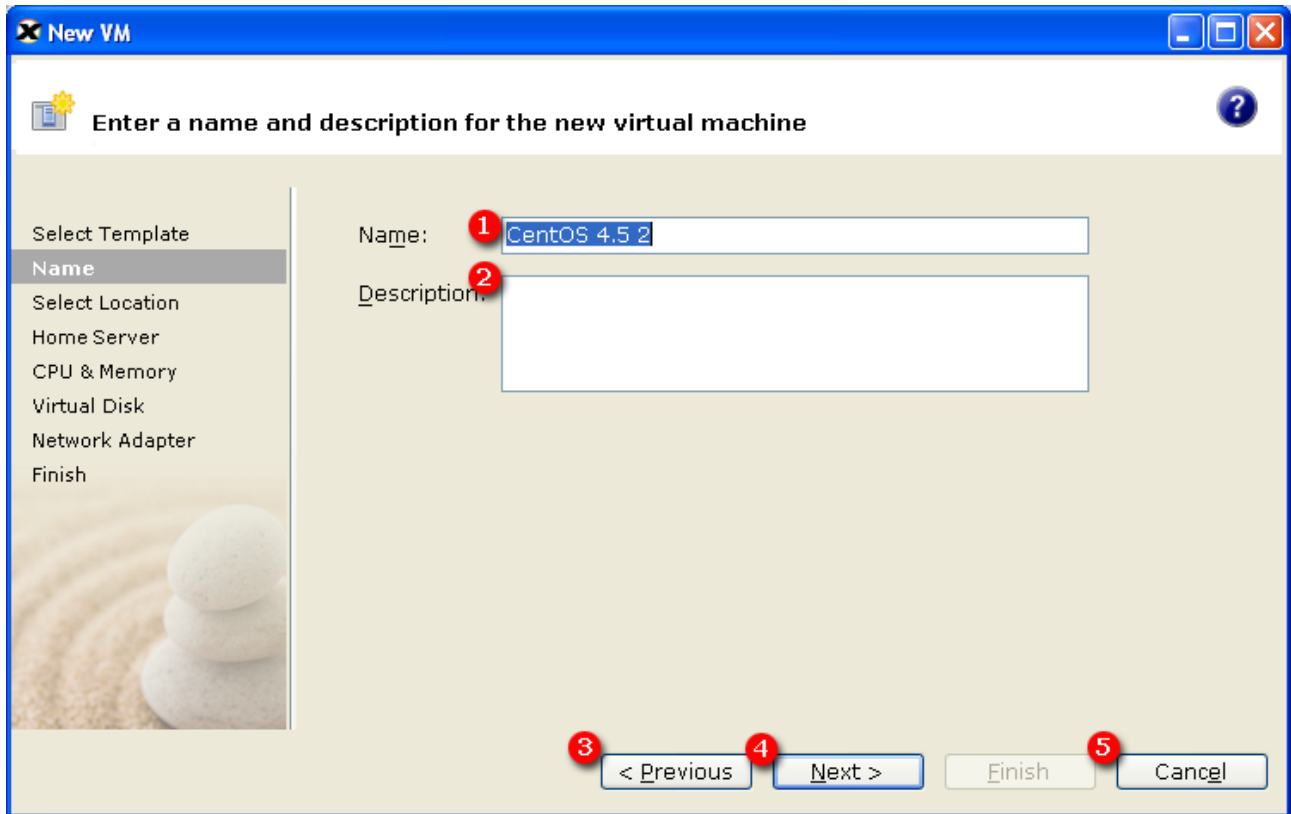 New VM
Enter a name and description for the new virtual machine
?
Select Template
Name
Select Location
Home Server
CPU & Memory
Virtual Disk
Network Adapter
Finish
Name: 1 CentOS 4.5 2
Description: 2
3 < Previous 4 Next > Finish 5 Cancel